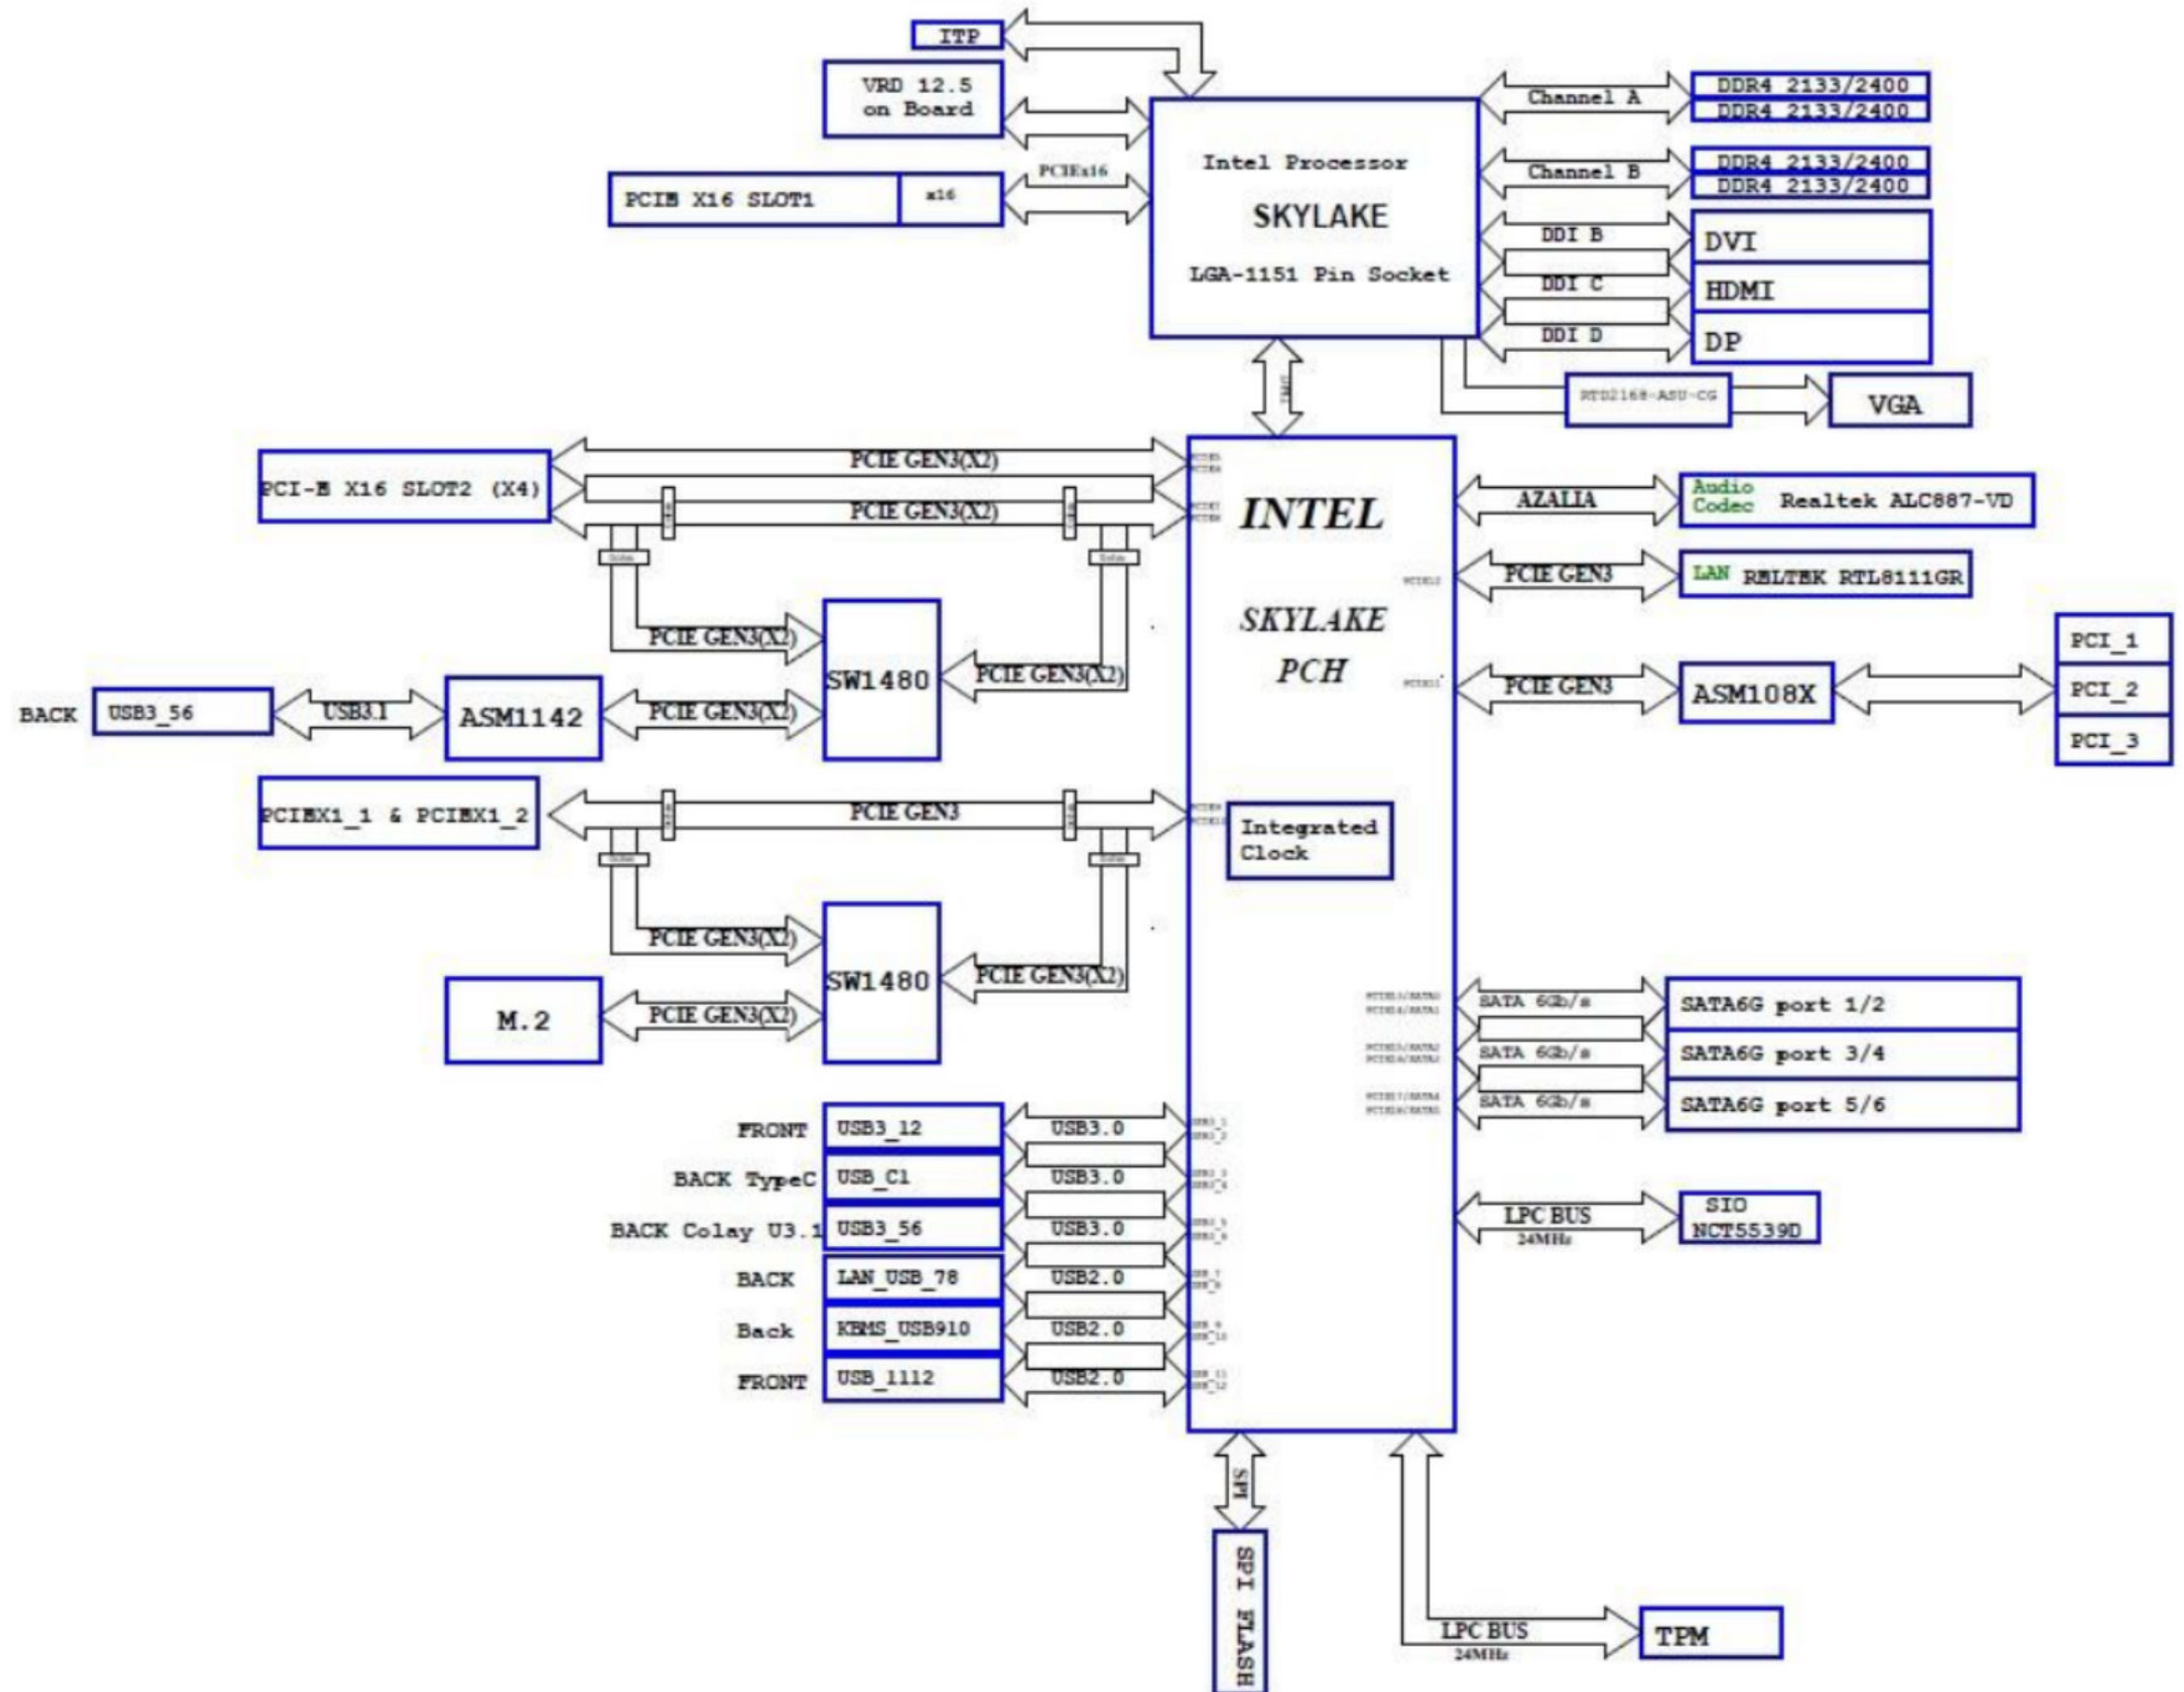 ITP
VRD 12.5
on Board
PCIEx16
PCIE X16 SLOT1
x16
Intel Processor
SKYLAKE
LGA-1151 Pin Socket
Channel A
DDR4 2133/2400
DDR4 2133/2400
Channel B
DDR4 2133/2400
DDR4 2133/2400
DDI B
DVI
DDI C
HDMI
DDI D
DP
RTD2168-ASU-CG
VGA
PCI-E X16 SLOT2 (X4)
PCIE GEN3(X2)
PCIE GEN3(X2)
INTEL
SKYLAKE
PCH
AZALIA
Audio
Codec
Realtek ALC887-VD
PCIE GEN3
LAN
RELTEK RTL8111GR
PCIE GEN3
ASM108X
PCI_1
PCI_2
PCI_3
PCIE GEN3(X2)
SW1480
PCIE GEN3(X2)
BACK
USB3_56
USB3.1
ASM1142
PCIE GEN3(X2)
PCIEX1_1 & PCIEX1_2
PCIE GEN3
Integrated
Clock
PCIE GEN3(X2)
SW1480
PCIE GEN3(X2)
M.2
PCIE GEN3(X2)
SATA 6Gb/s
SATA6G port 1/2
SATA 6Gb/s
SATA6G port 3/4
SATA 6Gb/s
SATA6G port 5/6
FRONT
USB3_12
USB3.0
BACK TypeC
USB_C1
USB3.0
BACK Colay U3.1
USB3_56
USB3.0
BACK
LAN_USB_78
USB2.0
Back
KBMS_USB910
USB2.0
FRONT
USB_1112
USB2.0
LPC BUS
24MHz
SIO
NCT5539D
SPI
SPI FLASH
LPC BUS
24MHz
TPM